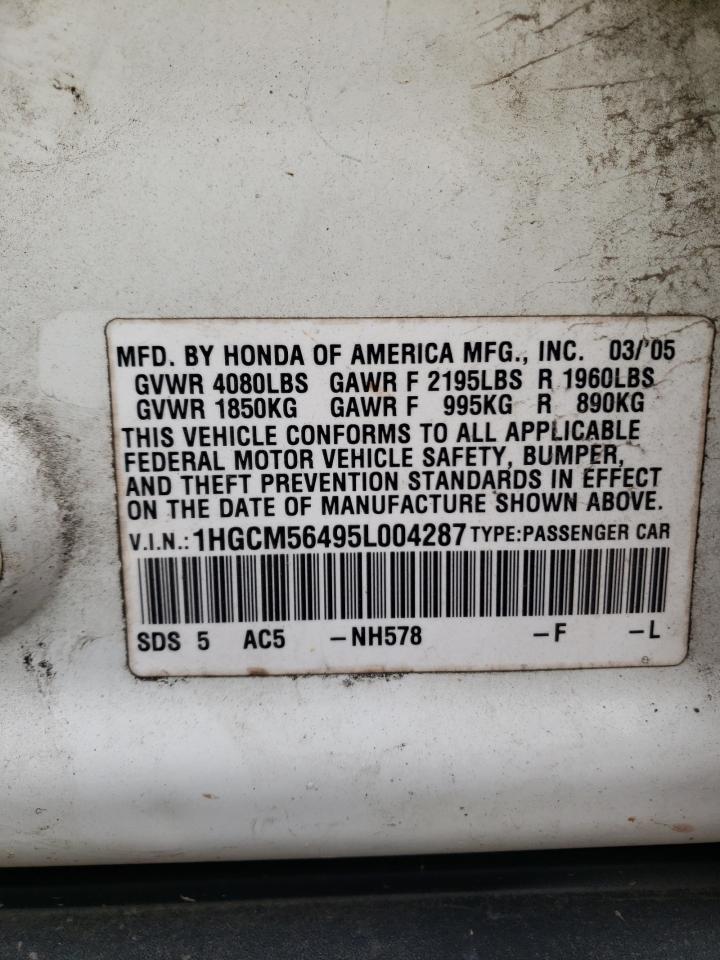 MFD. BY HONDA OF AMERICA MFG., INC. 03/'05
GVWR 4080LBS GAWR F 2195LBS R 1960LBS
GVWR 1850KG GAWR F 995KG R 890KG
THIS VEHICLE CONFORMS TO ALL APPLICABLE
FEDERAL MOTOR VEHICLE SAFETY, BUMPER,
AND THEFT PREVENTION STANDARDS IN EFFECT
ON THE DATE OF MANUFACTURE SHOWN ABOVE.
V.I.N.: 1HGCM56495L004287 TYPE:PASSENGER CAR
SDS 5 AC5 –NH578 –F –L